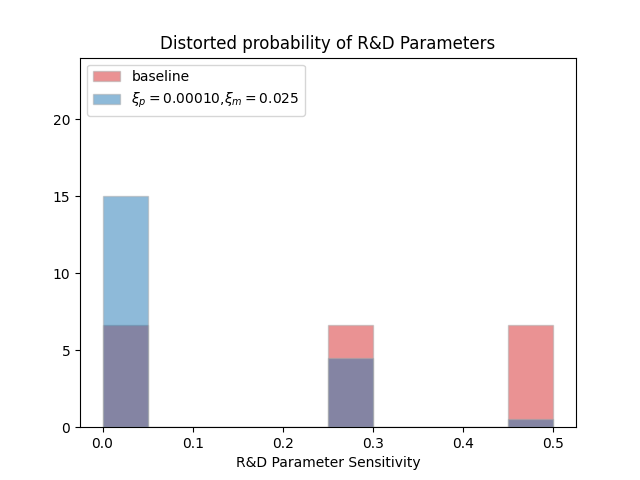 Distorted probability of R&D Parameters
baseline
ξp = 0.00010,ξm = 0.025
20
15
10
5
0
0.0 0.1 0.2 0.3 0.4 0.5
R&D Parameter Sensitivity